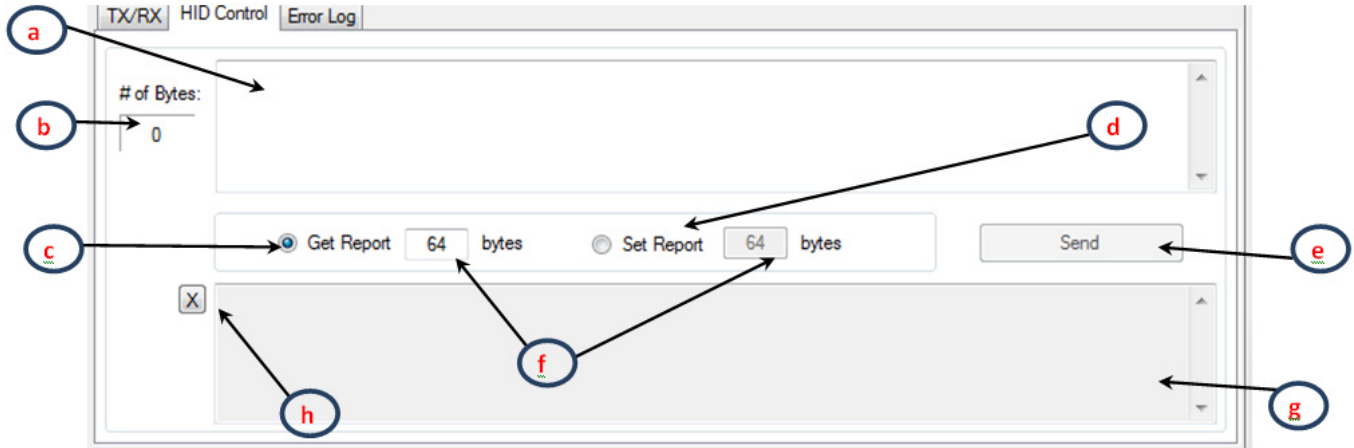 TX/RX HID Control Error Log
a
# of Bytes:
b
0
d
c
Get Report 64 bytes Set Report 64 bytes Send
e
X
f
h
g